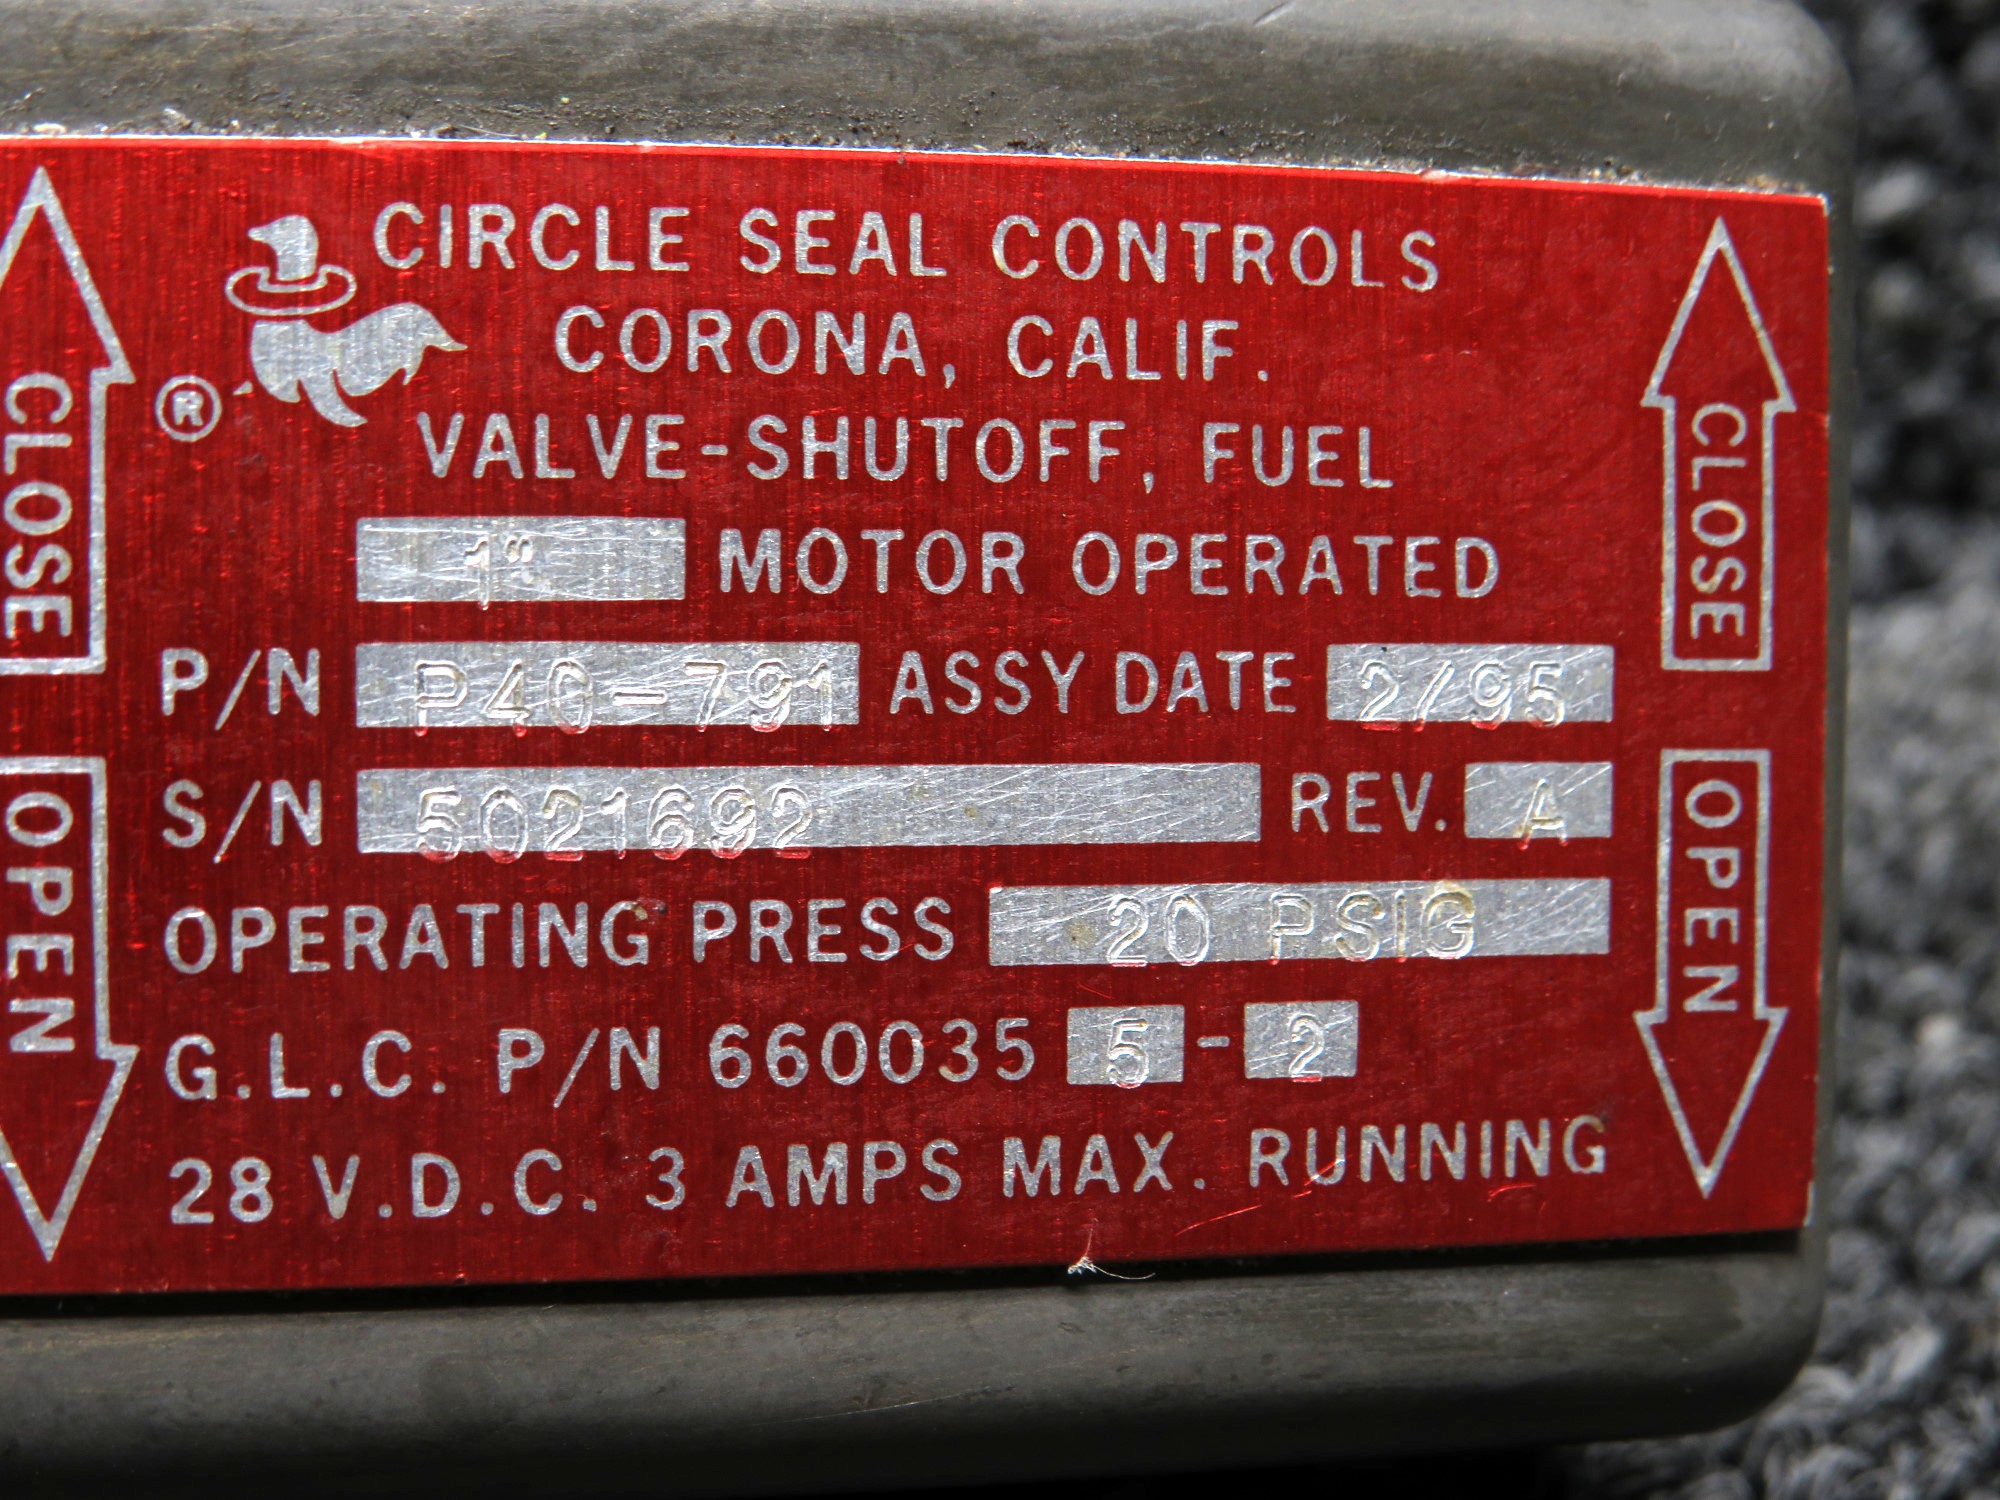 CIRCLE SEAL CONTROLS
CORONA, CALIF.
®
VALVE-SHUTOFF, FUEL
1" MOTOR OPERATED
P/N P40-791 ASSY DATE 2/95
S/N 5021692 REV. A
OPERATING PRESS 20 PSIG
G.L.C. P/N 660035 5 - 2
28 V.D.C. 3 AMPS MAX. RUNNING
CLOSE
OPEN
CLOSE
OPEN